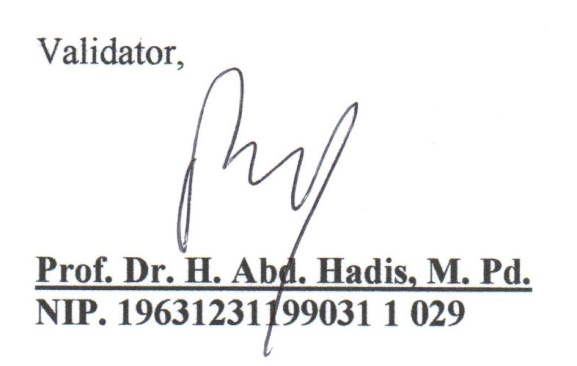 Validator,
Prof. Dr. H. Abd. Hadis, M. Pd.
NIP. 19631231199031 1 029